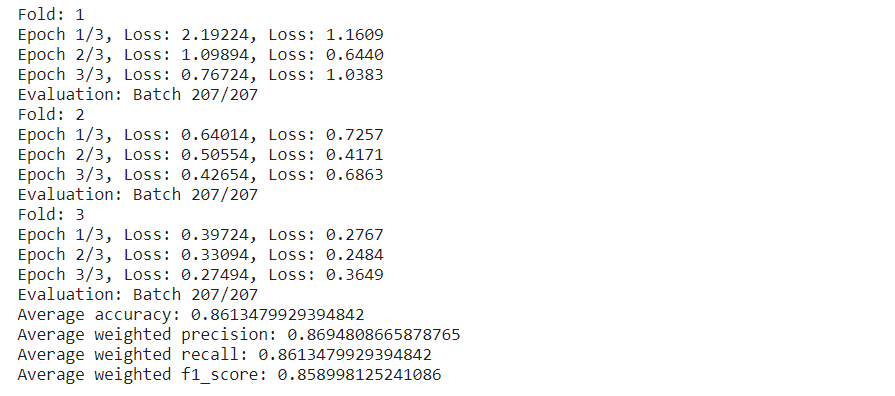 Fold: 1
Epoch 1/3, Loss: 2.19224, Loss: 1.1609
Epoch 2/3, Loss: 1.09894, Loss: 0.6440
Epoch 3/3, Loss: 0.76724, Loss: 1.0383
Evaluation: Batch 207/207
Fold: 2
Epoch 1/3, Loss: 0.64014, Loss: 0.7257
Epoch 2/3, Loss: 0.50554, Loss: 0.4171
Epoch 3/3, Loss: 0.42654, Loss: 0.6863
Evaluation: Batch 207/207
Fold: 3
Epoch 1/3, Loss: 0.39724, Loss: 0.2767
Epoch 2/3, Loss: 0.33094, Loss: 0.2484
Epoch 3/3, Loss: 0.27494, Loss: 0.3649
Evaluation: Batch 207/207
Average accuracy: 0.8613479929394842
Average weighted precision: 0.8694808665878765
Average weighted recall: 0.8613479929394842
Average weighted f1_score: 0.858998125241086